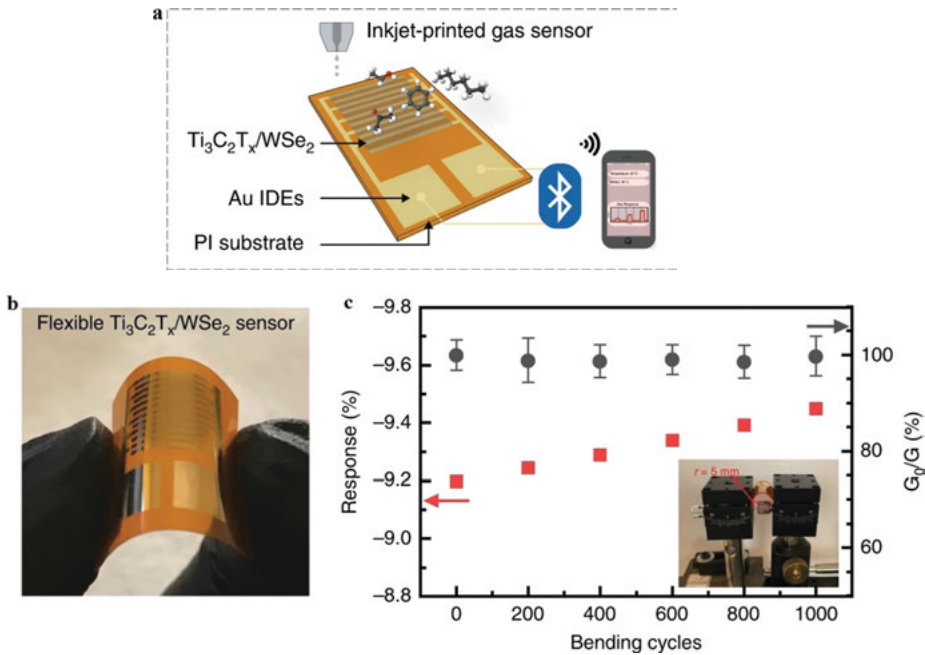 a
Inkjet-printed gas sensor
Ti₃C₂Tₓ/WSe₂
Au IDEs
PI substrate
b
Flexible Ti₃C₂Tₓ/WSe₂ sensor
c
Response (%)
−9.8
−9.6
−9.4
−9.2
−9.0
−8.8
0
200
400
600
800
1000
Bending cycles
100
80
60
G₀/G (%)
r = 5 mm